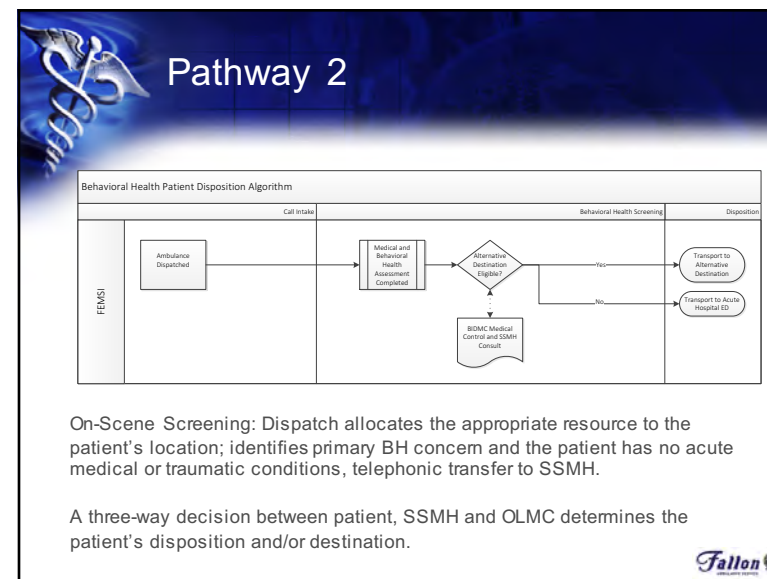 Pathway 2
Behavioral Health Patient Disposition Algorithm
Call Intake
Behavioral Health Screening
Disposition
FEMSI
Ambulance
Dispatched
Medical and
Behavioral
Health
Assessment
Completed
Alternative
Destination
Eligible?
Yes
No
BIDMC Medical
Control and SSMH
Consult
Transport to
Alternative
Destination
Transport to Acute
Hospital ED
On-Scene Screening: Dispatch allocates the appropriate resource to the
patient's location; identifies primary BH concern and the patient has no acute
medical or traumatic conditions, telephonic transfer to SSMH.
A three-way decision between patient, SSMH and OLMC determines the
patient's disposition and/or destination.
Fallon
AMBULANCE SERVICE